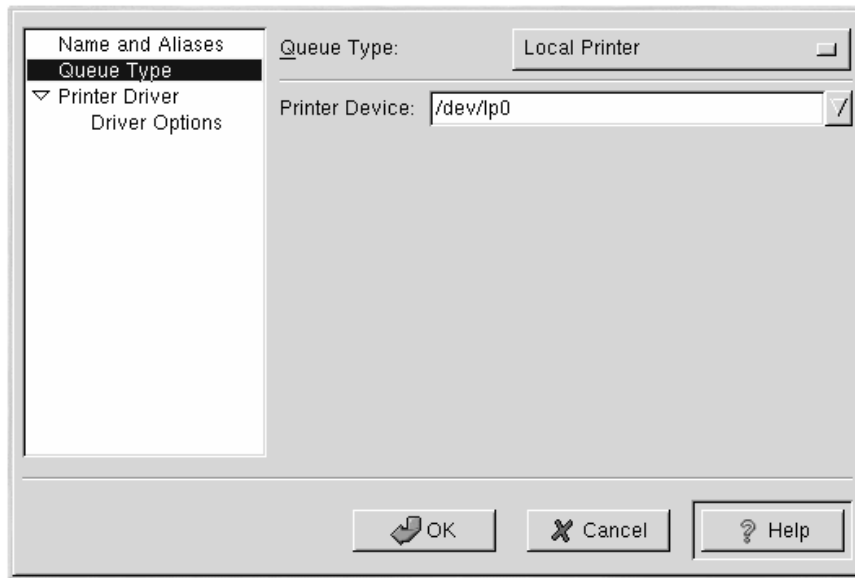 Name and Aliases
Queue Type
Printer Driver
Driver Options
Queue Type:
Local Printer
Printer Device:
/dev/lp0
OK
Cancel
Help